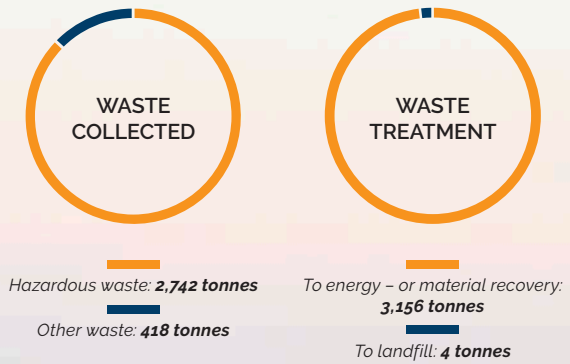 WASTE
COLLECTED
Hazardous waste: 2,742 tonnes
Other waste: 418 tonnes
WASTE
TREATMENT
To energy – or material recovery:
3,156 tonnes
To landfill: 4 tonnes